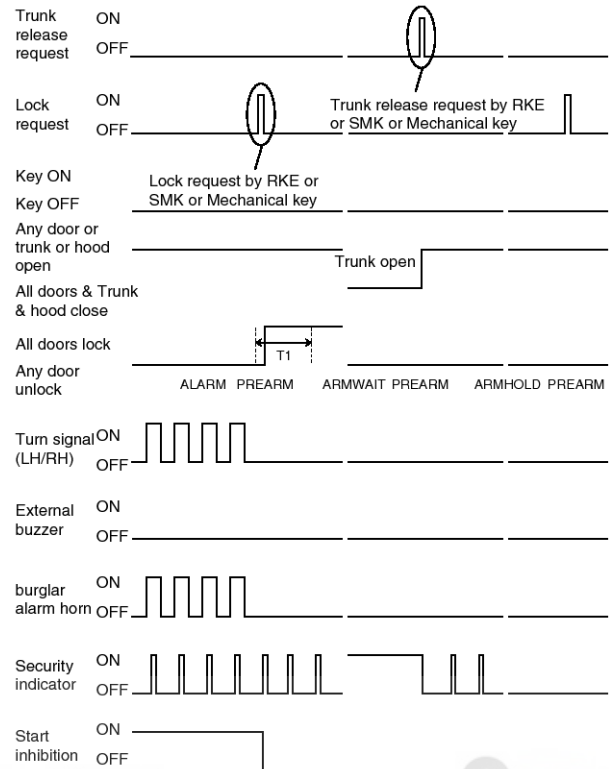 Trunk release request
ON
OFF
Lock request
ON
OFF
Trunk release request by RKE
or SMK or Mechanical key
Key ON
Key OFF
Lock request by RKE or
SMK or Mechanical key
Any door or
trunk or hood
open
Trunk open
All doors & Trunk
& hood close
All doors lock
T1
Any door
unlock
ALARM PREARM ARMWAIT PREARM ARMHOLD PREARM
Turn signal
(LH/RH)
ON
OFF
External
buzzer
ON
OFF
burglar
alarm horn
ON
OFF
Security
indicator
ON
OFF
Start
inhibition
ON
OFF